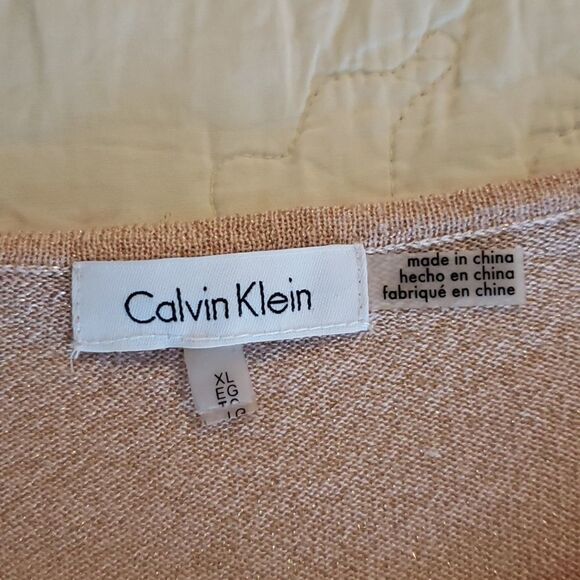 Calvin Klein
made in china
hecho en china
fabriqué en chine
XL
EG